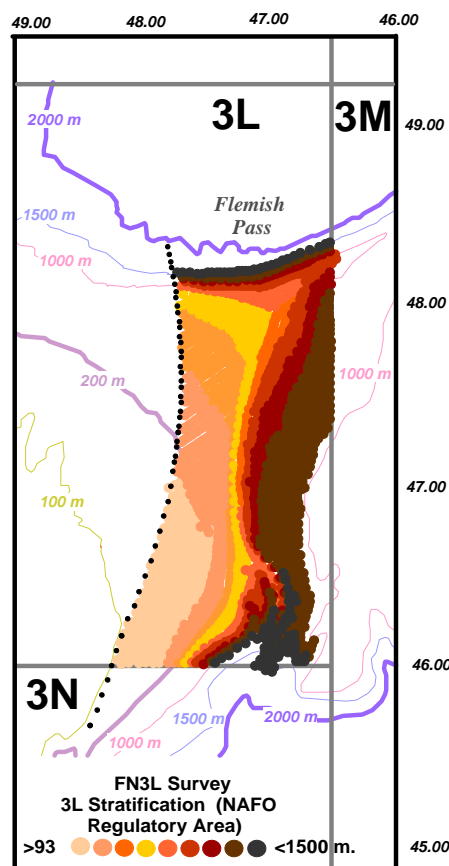 49.00 48.00 47.00 46.00
3L 3M
2000 m
49.00
Flemish
Pass
1500 m
1000 m
48.00
200 m
1000 m
100 m
47.00
46.00
3N
1500 m
2000 m
1000 m
FN3L Survey
3L Stratification (NAFO
Regulatory Area)
>93 <1500 m.
45.00